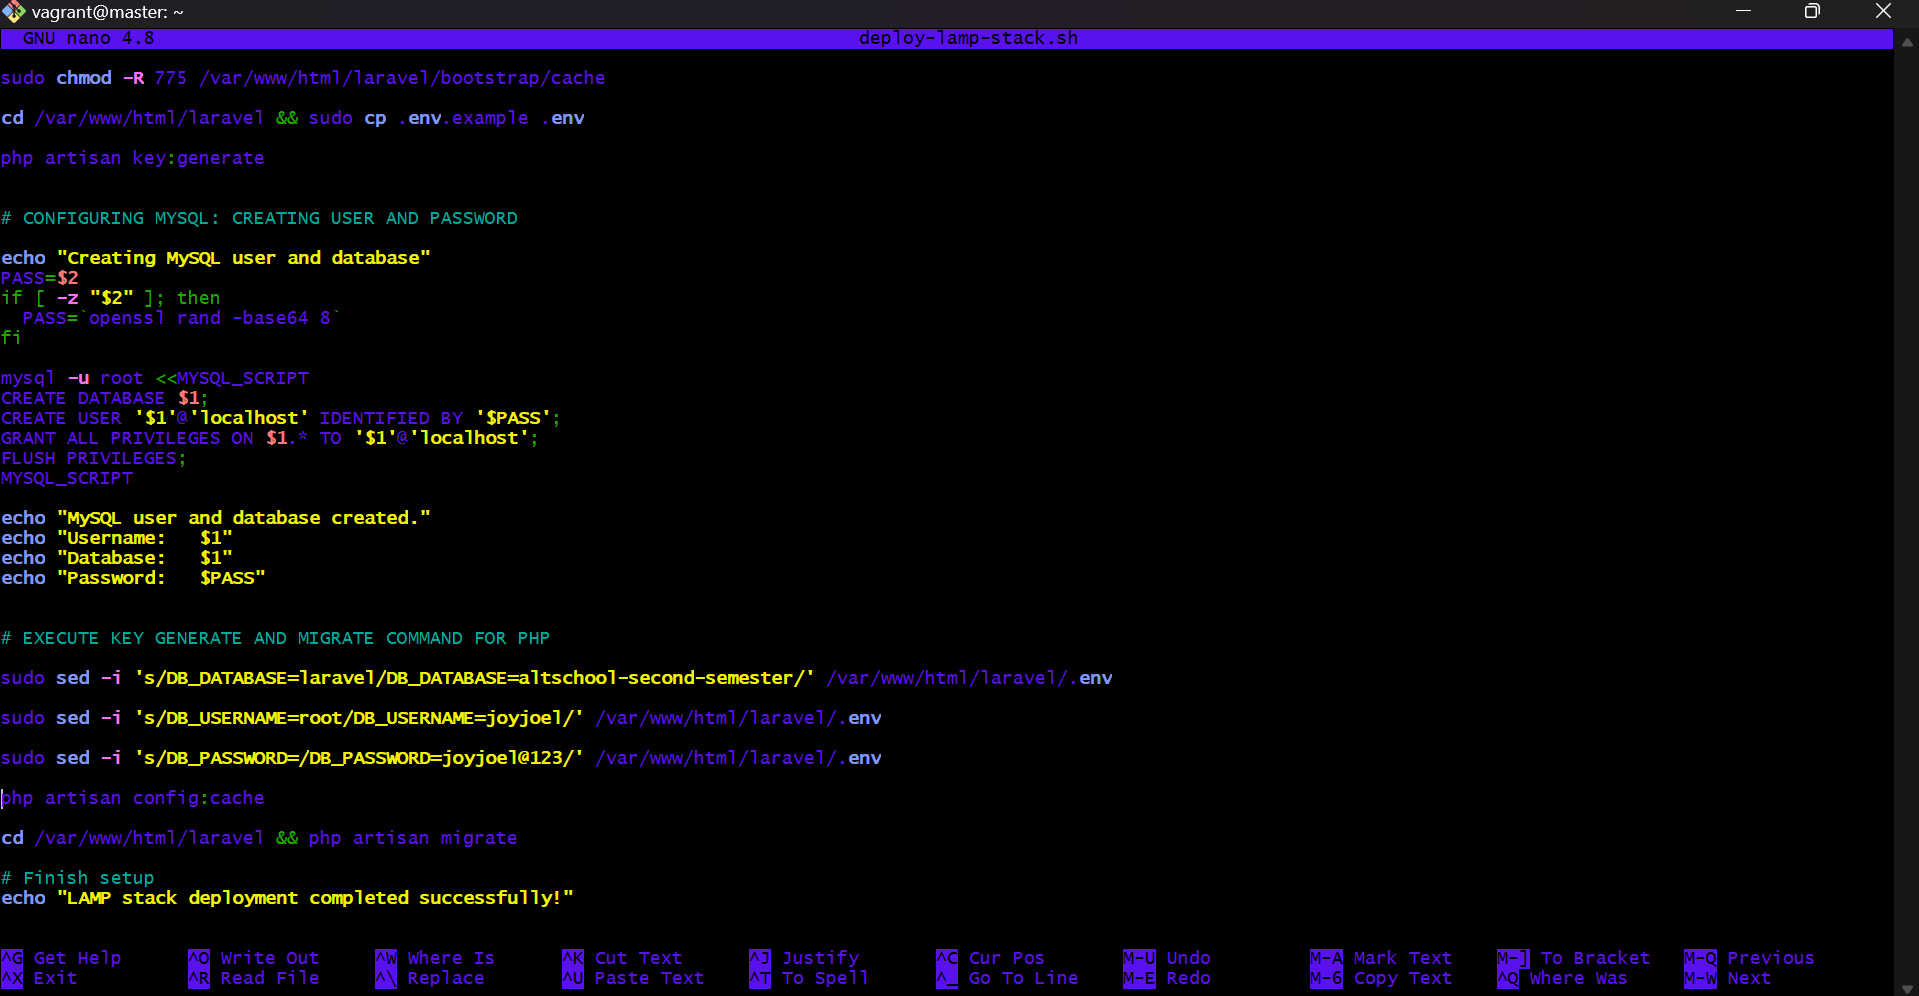 vagrant@master: ~
GNU nano 4.8 deploy-lamp-stack.sh
sudo chmod -R 775 /var/www/html/laravel/bootstrap/cache
cd /var/www/html/laravel && sudo cp .env.example .env
php artisan key:generate
# CONFIGURING MYSQL: CREATING USER AND PASSWORD
echo "Creating MySQL user and database"
PASS=$2
if [ -z "$2" ]; then
  PASS=`openssl rand -base64 8`
fi
mysql -u root <<MYSQL_SCRIPT
CREATE DATABASE $1;
CREATE USER '$1'@'localhost' IDENTIFIED BY '$PASS';
GRANT ALL PRIVILEGES ON $1.* TO '$1'@'localhost';
FLUSH PRIVILEGES;
MYSQL_SCRIPT
echo "MySQL user and database created."
echo "Username:   $1"
echo "Database:   $1"
echo "Password:   $PASS"
# EXECUTE KEY GENERATE AND MIGRATE COMMAND FOR PHP
sudo sed -i 's/DB_DATABASE=laravel/DB_DATABASE=altschool-second-semester/' /var/www/html/laravel/.env
sudo sed -i 's/DB_USERNAME=root/DB_USERNAME=joyjoel/' /var/www/html/laravel/.env
sudo sed -i 's/DB_PASSWORD=/DB_PASSWORD=joyjoel@123/' /var/www/html/laravel/.env
php artisan config:cache
cd /var/www/html/laravel && php artisan migrate
# Finish setup
echo "LAMP stack deployment completed successfully!"
^G Get Help ^O Write Out ^W Where Is ^K Cut Text ^J Justify ^C Cur Pos M-U Undo M-A Mark Text M-] To Bracket M-Q Previous
^X Exit ^R Read File ^\ Replace ^U Paste Text ^T To Spell ^_ Go To Line M-E Redo M-6 Copy Text ^Q Where Was M-W Next